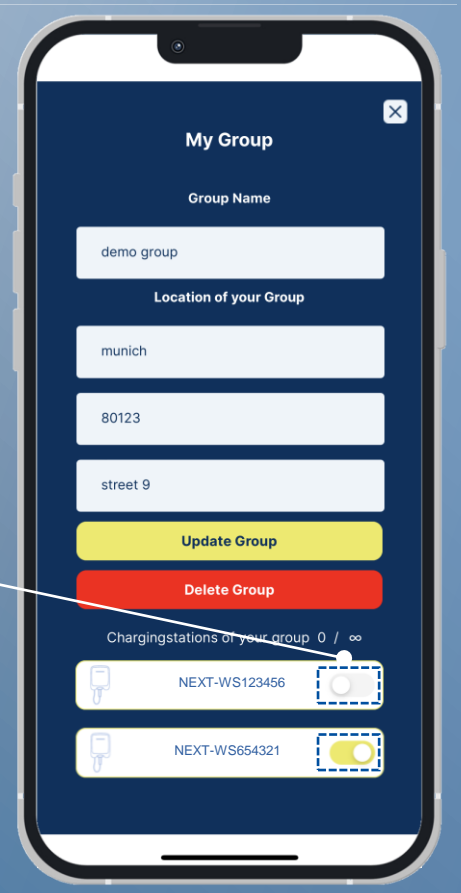 My Group
Group Name
demo group
Location of your Group
munich
80123
street 9
Update Group
Delete Group
Chargingstations of your group 0 / ∞
NEXT-WS123456
NEXT-WS654321